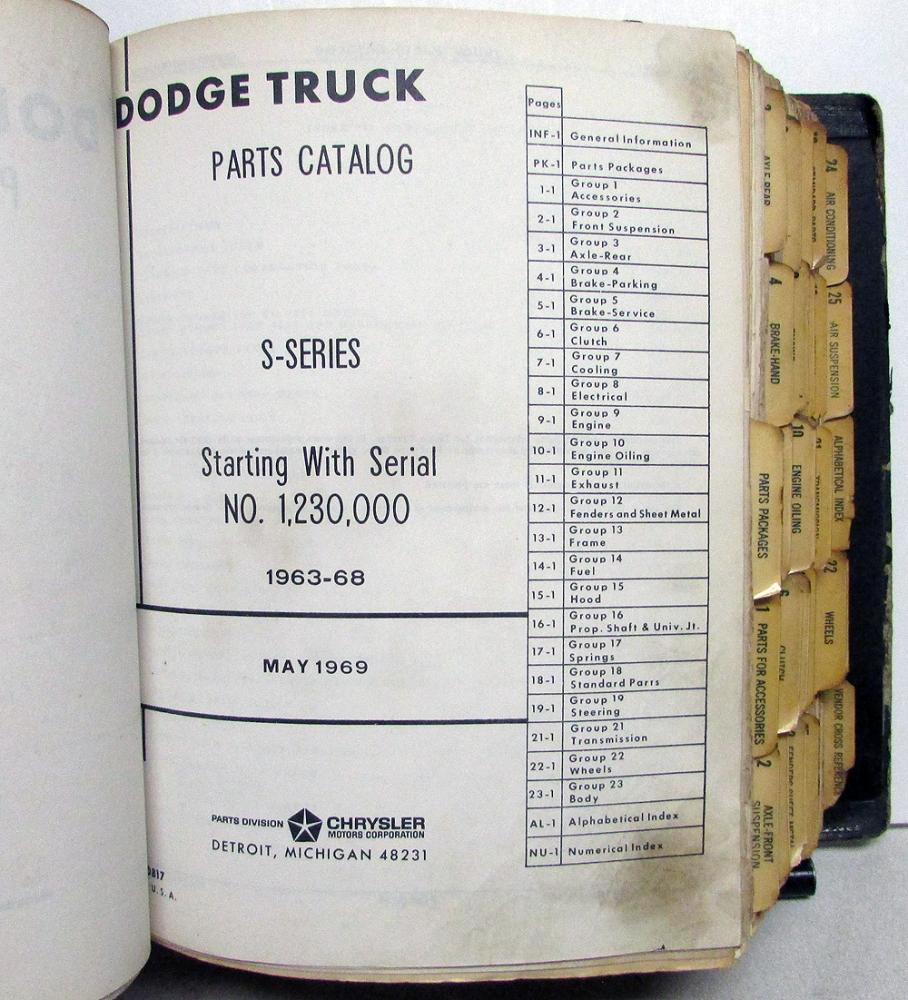 DODGE TRUCK
PARTS CATALOG
S-SERIES
Starting With Serial
NO. 1,230,000
1963-68
MAY 1969
PARTS DIVISION CHRYSLER
MOTORS CORPORATION
DETROIT, MICHIGAN 48231
U.S.A.
Pages
INF-1 General Information
PK-1 Parts Packages
1-1 Group 1
Accessories
2-1 Group 2
Front Suspension
3-1 Group 3
Axle-Rear
4-1 Group 4
Brake-Parking
5-1 Group 5
Brake-Service
6-1 Group 6
Clutch
7-1 Group 7
Cooling
8-1 Group 8
Electrical
9-1 Group 9
Engine
10-1 Group 10
Engine Oiling
11-1 Group 11
Exhaust
12-1 Group 12
Fenders and Sheet Metal
13-1 Group 13
Frame
14-1 Group 14
Fuel
15-1 Group 15
Hood
16-1 Group 16
Prop. Shaft & Univ. Jt.
17-1 Group 17
Springs
18-1 Group 18
Standard Parts
19-1 Group 19
Steering
21-1 Group 21
Transmission
22-1 Group 22
Wheels
23-1 Group 23
Body
AL-1 Alphabetical Index
NU-1 Numerical Index
3 AXLE-REAR
4 BRAKE-HAND
PARTS PACKAGES
1 PARTS FOR ACCESSORIES
2 AXLE-FRONT
SUSPENSION
10 ENGINE OILING
6 CLUTCH
STANDARD PARTS
21 TRANSMISSION
24 AIR CONDITIONING
25 AIR SUSPENSION
ALPHABETICAL INDEX
22 WHEELS
VENDOR CROSS REFERENCE